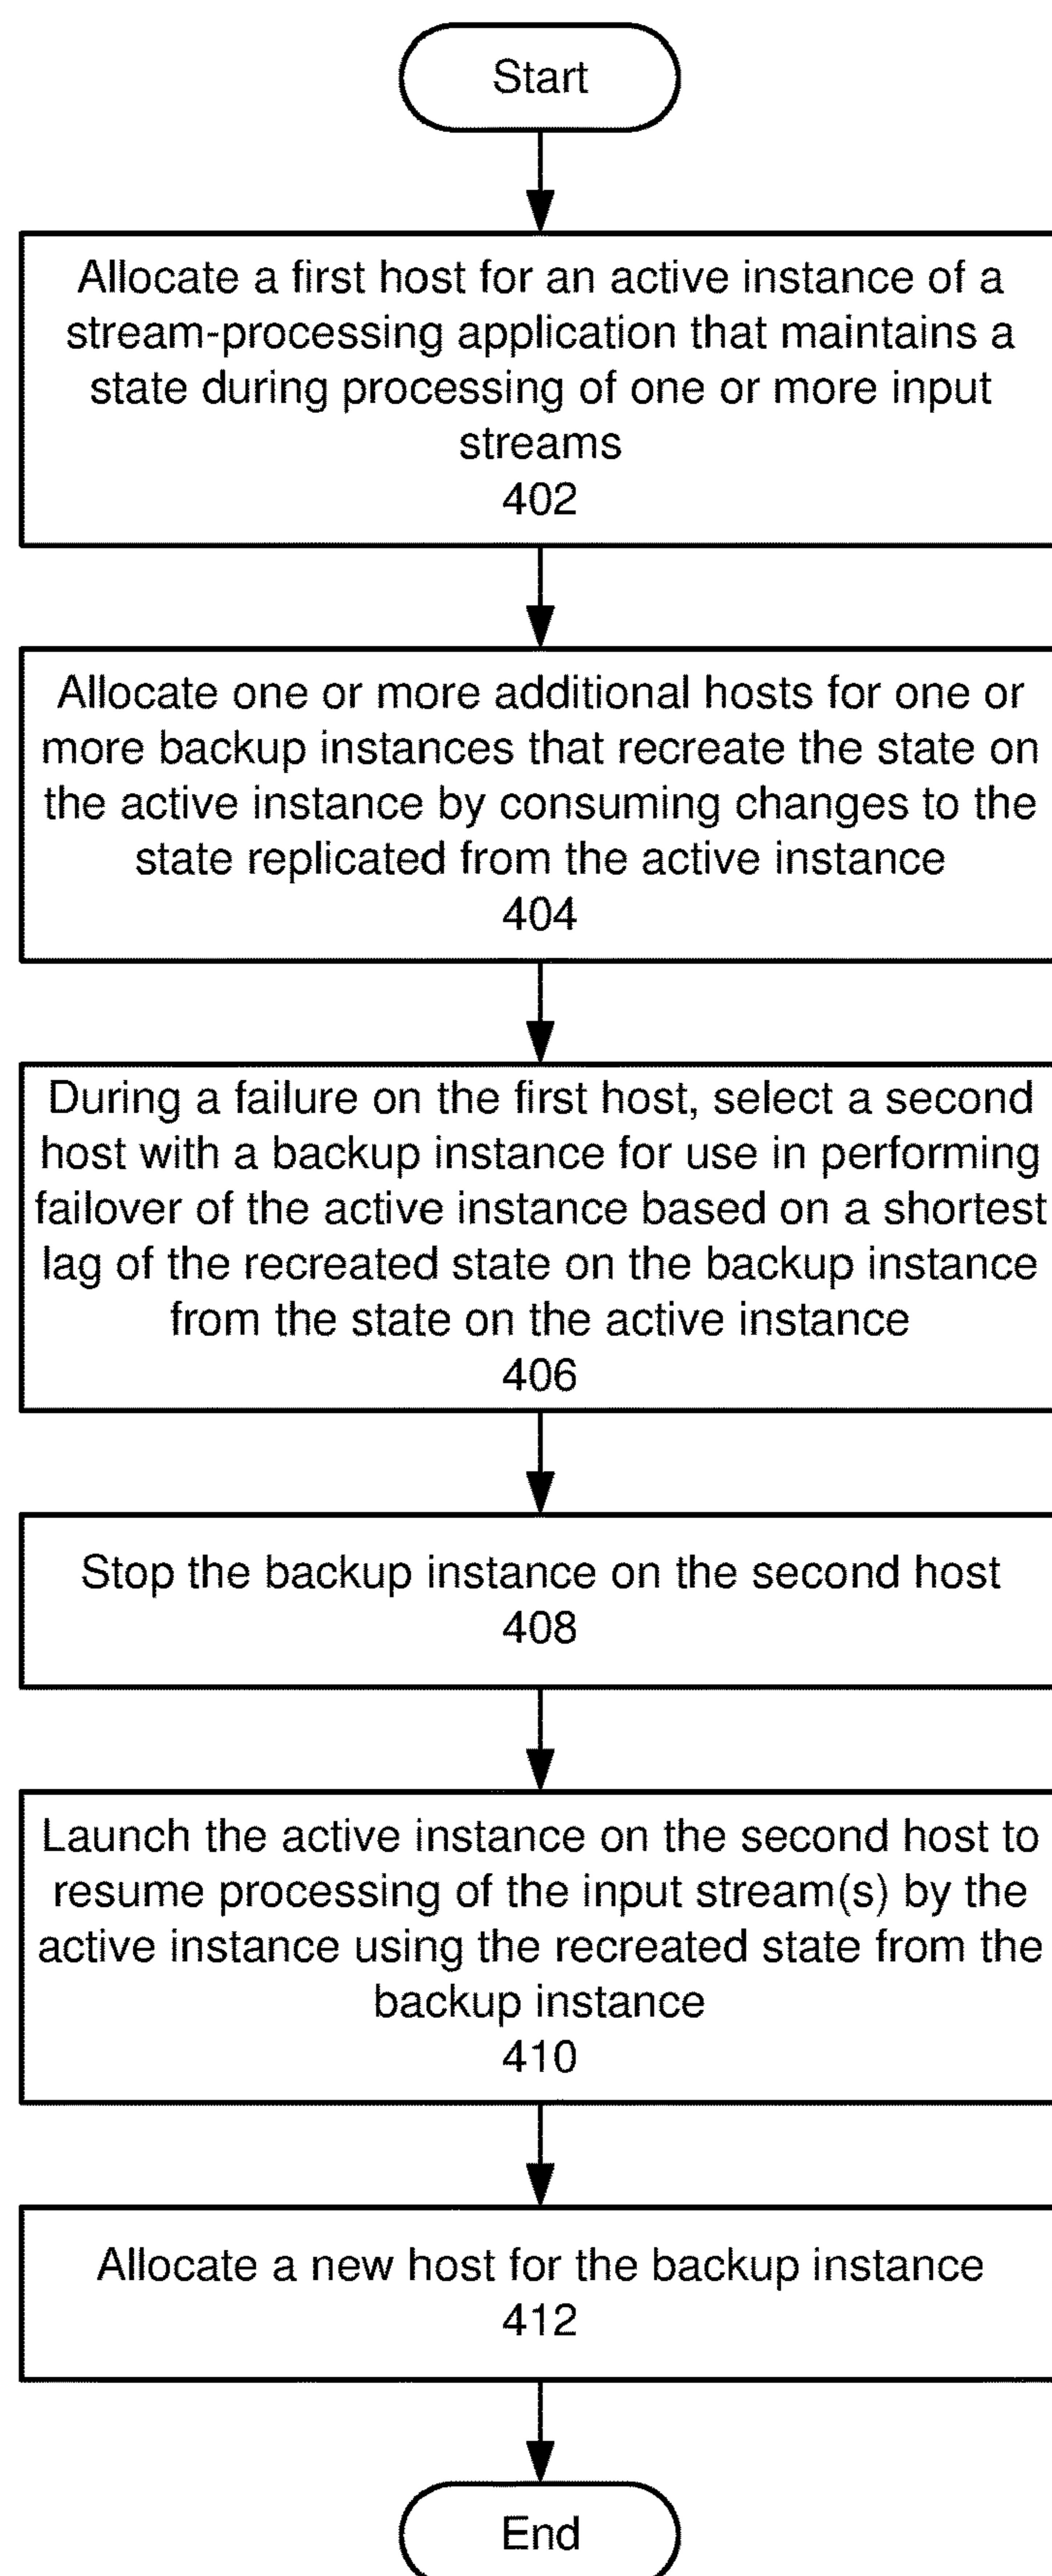 Start
Allocate a first host for an active instance of a
stream-processing application that maintains a
state during processing of one or more input
streams
402
Allocate one or more additional hosts for one or
more backup instances that recreate the state on
the active instance by consuming changes to the
state replicated from the active instance
404
During a failure on the first host, select a second
host with a backup instance for use in performing
failover of the active instance based on a shortest
lag of the recreated state on the backup instance
from the state on the active instance
406
Stop the backup instance on the second host
408
Launch the active instance on the second host to
resume processing of the input stream(s) by the
active instance using the recreated state from the
backup instance
410
Allocate a new host for the backup instance
412
End